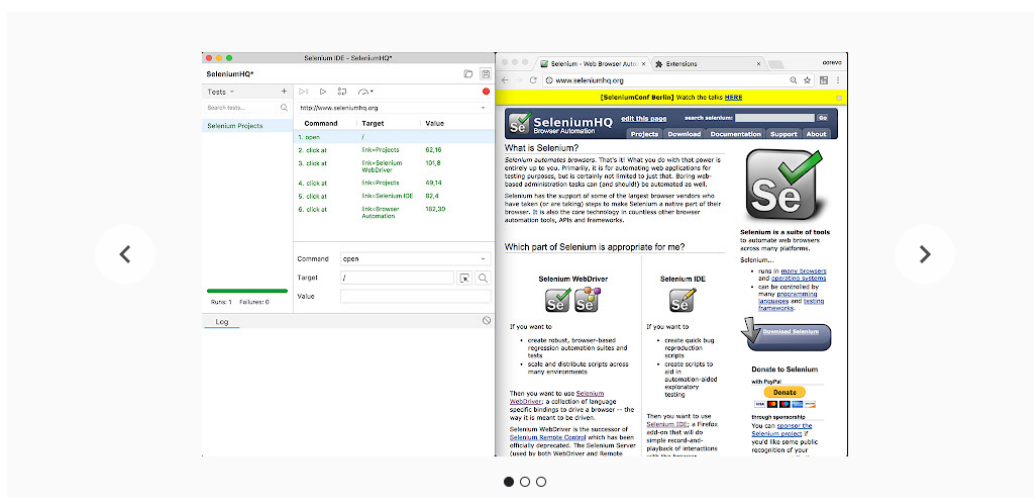 Selenium IDE - SeleniumHQ*
SeleniumHQ*
Tests
Search tests...
Selenium Projects
Runs: 1 Failures: 0
http://www.seleniumhq.org
Command Target Value
1. open /
2. click at link=Projects 62,16
3. click at link=Selenium WebDriver 101,8
4. click at link=Projects 49,14
5. click at link=Selenium IDE 82,4
6. click at link=Browser Automation 182,30
Command open
Target /
Value
Log
Selenium - Web Browser Auto
Extensions
www.seleniumhq.org
[SeleniumConf Berlin] Watch the talks HERE
SeleniumHQ
Browser Automation
edit this page
search selenium:
Go
Projects Download Documentation Support About
What is Selenium?
Selenium automates browsers. That's it! What you do with that power is
entirely up to you. Primarily, it is for automating web applications for
testing purposes, but is certainly not limited to just that. Boring web-
based administration tasks can (and should!) be automated as well.
Selenium has the support of some of the largest browser vendors who
have taken (or are taking) steps to make Selenium a native part of their
browser. It is also the core technology in countless other browser
automation tools, APIs and frameworks.
Which part of Selenium is appropriate for me?
Selenium WebDriver
Se Se
If you want to
create robust, browser-based
regression automation suites and
tests
scale and distribute scripts across
many environments
Then you want to use Selenium
WebDriver; a collection of language
specific bindings to drive a browser -- the
way it is meant to be driven.
Selenium WebDriver is the successor of
Selenium Remote Control which has been
officially deprecated. The Selenium Server
(used by both WebDriver and Remote
Selenium IDE
Se
If you want to
create quick bug
reproduction
scripts
create scripts to
aid in
automation-aided
exploratory
testing
Then you want to use
Selenium IDE; a Firefox
add-on that will do
simple record-and-
playback of interactions
with the browser
Se
Selenium is a suite of tools
to automate web browsers
across many platforms.
Selenium...
runs in many browsers
and operating systems
can be controlled by
many programming
languages and testing
frameworks.
Download Selenium
Donate to Selenium
with PayPal
Donate
through sponsorship
You can sponsor the
Selenium project if
you'd like some public
recognition of your